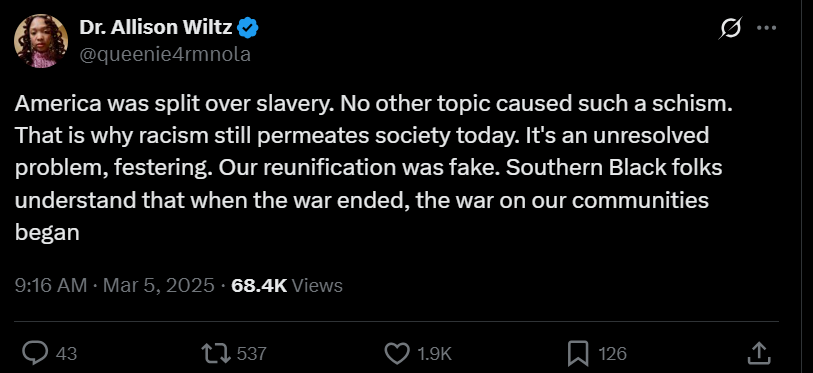 Dr. Allison Wiltz
@queenie4rmnola
America was split over slavery. No other topic caused such a schism.
That is why racism still permeates society today. It's an unresolved
problem, festering. Our reunification was fake. Southern Black folks
understand that when the war ended, the war on our communities
began
9:16 AM · Mar 5, 2025 · 68.4K Views
43 537 1.9K 126